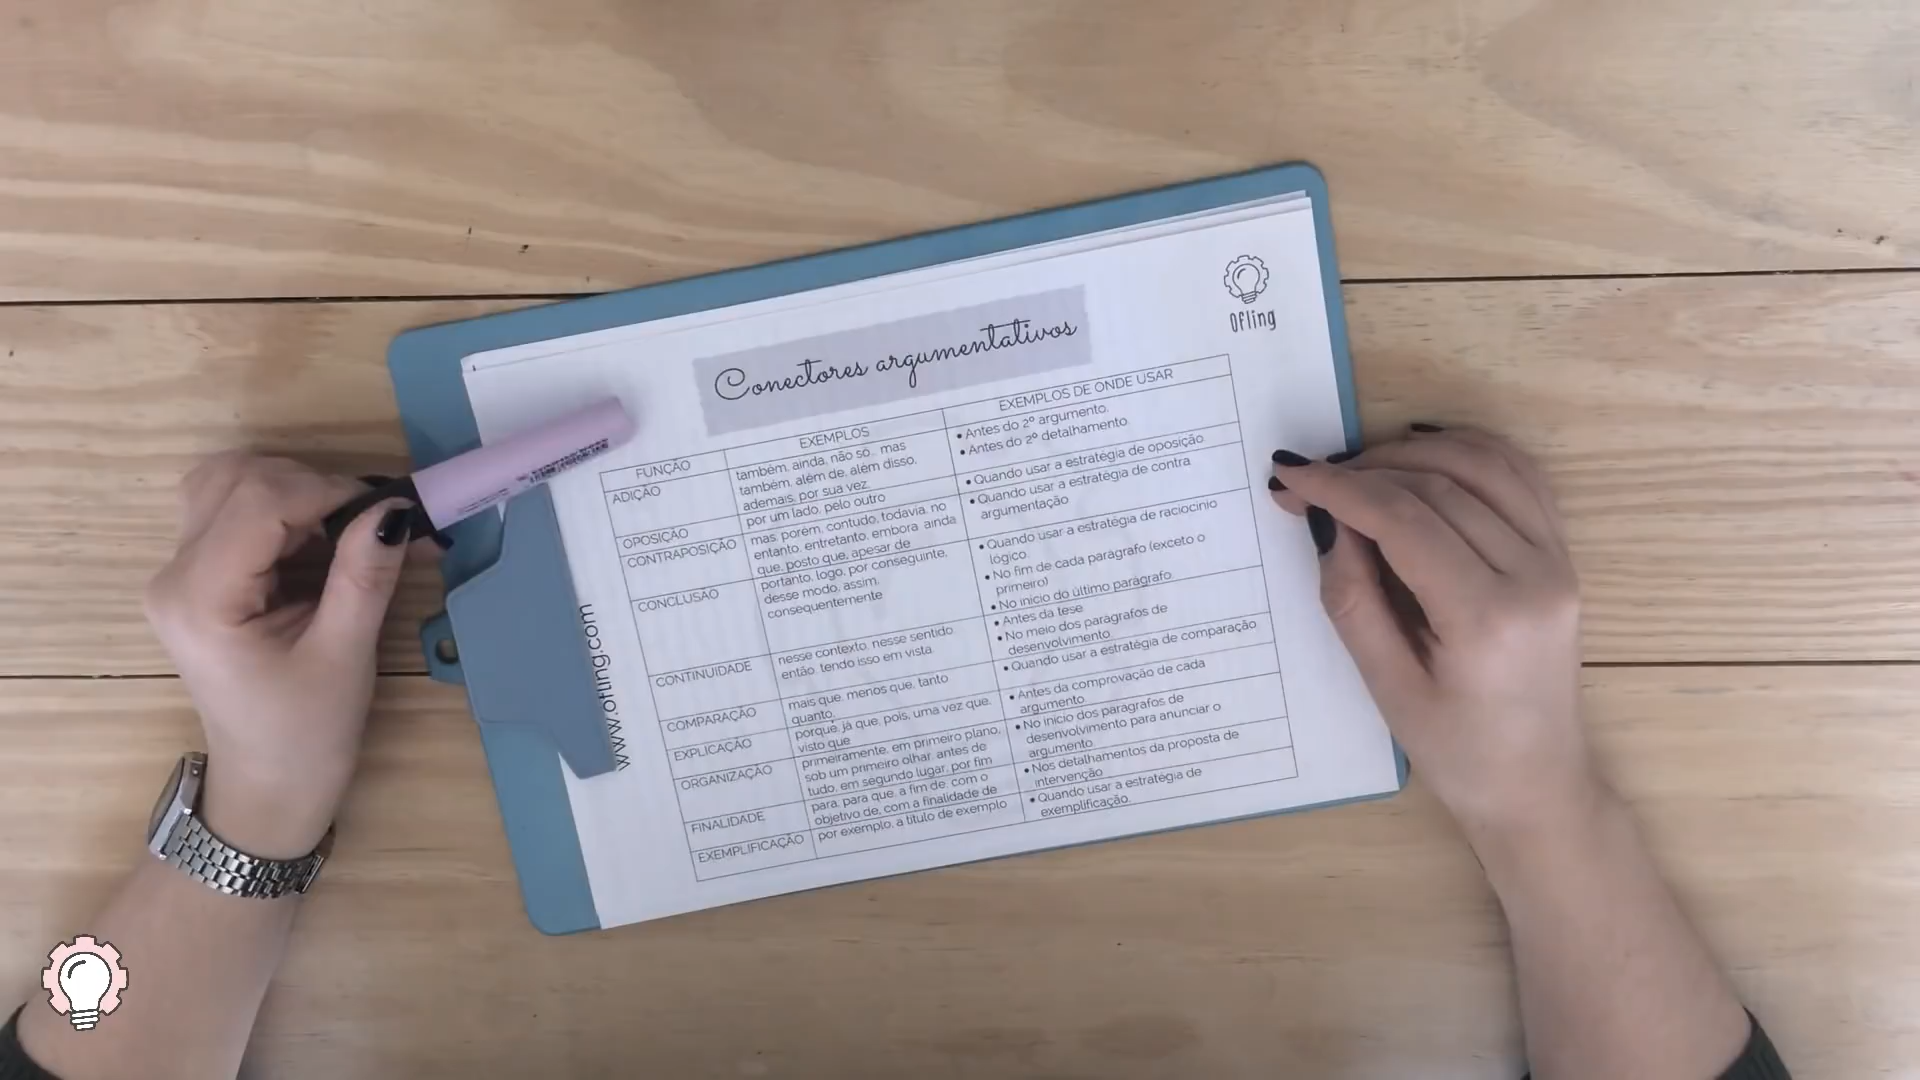 Ofling
Conectores argumentativos
FUNÇÃO
EXEMPLOS
EXEMPLOS DE ONDE USAR
ADIÇÃO
também, ainda, não só... mas
também, além de, além disso,
ademais, por sua vez,
• Antes do 2º argumento.
• Antes do 2º detalhamento
OPOSIÇÃO
por um lado, pelo outro
• Quando usar a estratégia de oposição
CONTRAPOSIÇÃO
mas, porém, contudo, todavia, no
entanto, entretanto, embora ainda
que, posto que, apesar de
• Quando usar a estratégia de contra
argumentação
CONCLUSÃO
portanto, logo, por conseguinte,
desse modo, assim,
consequentemente
• Quando usar a estratégia de raciocínio
lógico
• No fim de cada parágrafo (exceto o
primeiro)
• No início do último parágrafo
CONTINUIDADE
nesse contexto, nesse sentido,
então, tendo isso em vista,
• Antes da tese
• No meio dos parágrafos de
desenvolvimento
COMPARAÇÃO
mais que, menos que, tanto
quanto,
• Quando usar a estratégia de comparação
EXPLICAÇÃO
porque, já que, pois, uma vez que,
visto que
• Antes da comprovação de cada
argumento
ORGANIZAÇÃO
primeiramente, em primeiro plano,
sob um primeiro olhar, antes de
tudo, em segundo lugar, por fim
• No início dos parágrafos de
desenvolvimento para anunciar o
argumento
FINALIDADE
para, para que, a fim de, com o
objetivo de, com a finalidade de
• Nos detalhamentos da proposta de
intervenção
EXEMPLIFICAÇÃO
por exemplo, a título de exemplo
• Quando usar a estratégia de
exemplificação.
www.ofling.com